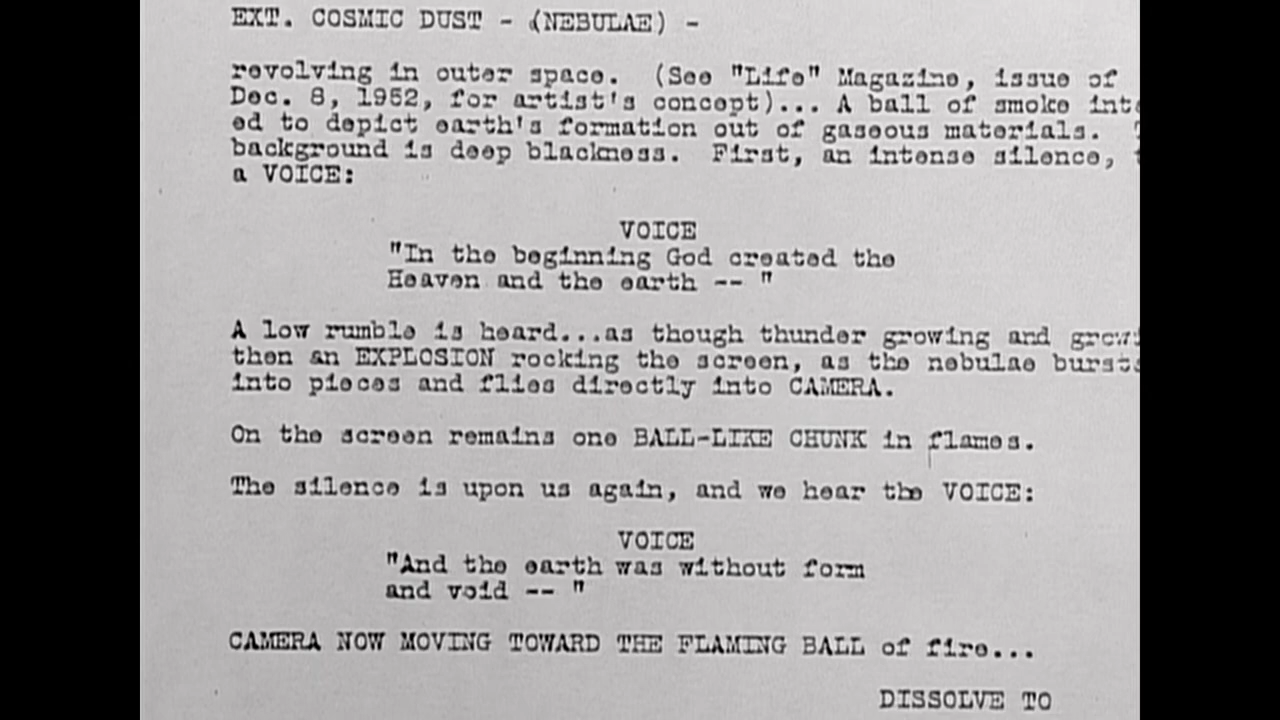 EXT. COSMIC DUST - (NEBULAE) -
revolving in outer space. (See "Life" Magazine, issue of
Dec. 8, 1952, for artist's concept)... A ball of smoke
ed to depict earth's formation out of gaseous materials.
background is deep blackness. First, an intense silence,
a VOICE:
VOICE
"In the beginning God created the
Heaven and the earth -- "
A low rumble is heard...as though thunder growing and
then an EXPLOSION rocking the screen, as the nebulae bursts
into pieces and flies directly into CAMERA.
On the screen remains one BALL-LIKE CHUNK in flames.
The silence is upon us again, and we hear the VOICE:
VOICE
"And the earth was without form
and void -- "
CAMERA NOW MOVING TOWARD THE FLAMING BALL of fire...
DISSOLVE TO